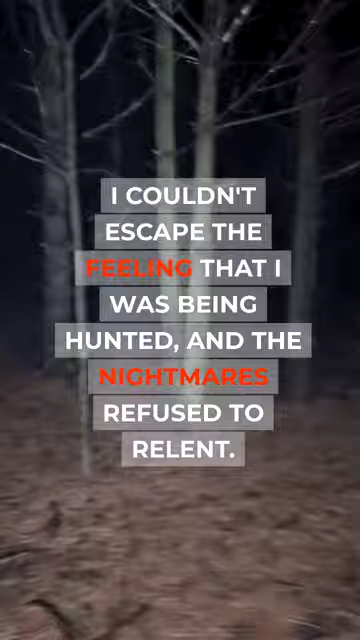 I COULDN'T
ESCAPE THE
FEELING THAT I
WAS BEING
HUNTED, AND THE
NIGHTMARES
REFUSED TO
RELENT.